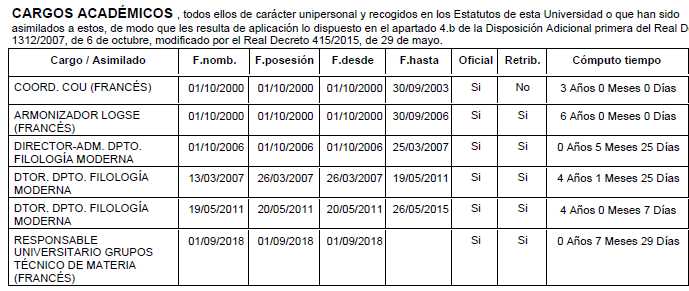 CARGOS ACADÉMICOS , todos ellos de carácter unipersonal y recogidos en los Estatutos de esta Universidad o que han sido
asimilados a estos, de modo que les resulta de aplicación lo dispuesto en el apartado 4.b de la Disposición Adicional primera del Real De
1312/2007, de 6 de octubre, modificado por el Real Decreto 415/2015, de 29 de mayo.
Cargo / Asimilado F.nomb. F.posesión F.desde F.hasta Oficial Retrib. Cómputo tiempo
COORD. COU (FRANCÉS) 01/10/2000 01/10/2000 01/10/2000 30/09/2003 Si No 3 Años 0 Meses 0 Días
ARMONIZADOR LOGSE 01/10/2000 01/10/2000 01/10/2000 30/09/2006 Si Si 6 Años 0 Meses 0 Días
(FRANCÉS)
DIRECTOR-ADM. DPTO. 01/10/2006 01/10/2006 01/10/2006 25/03/2007 Si Si 0 Años 5 Meses 25 Días
FILOLOGÍA MODERNA
DTOR. DPTO. FILOLOGÍA 13/03/2007 26/03/2007 26/03/2007 19/05/2011 Si Si 4 Años 1 Meses 25 Días
MODERNA
DTOR. DPTO. FILOLOGÍA 19/05/2011 20/05/2011 20/05/2011 26/05/2015 Si Si 4 Años 0 Meses 7 Días
MODERNA
RESPONSABLE 01/09/2018 01/09/2018 01/09/2018 Si Si 0 Años 7 Meses 29 Días
UNIVERSITARIO GRUPOS
TÉCNICO DE MATERIA
(FRANCÉS)